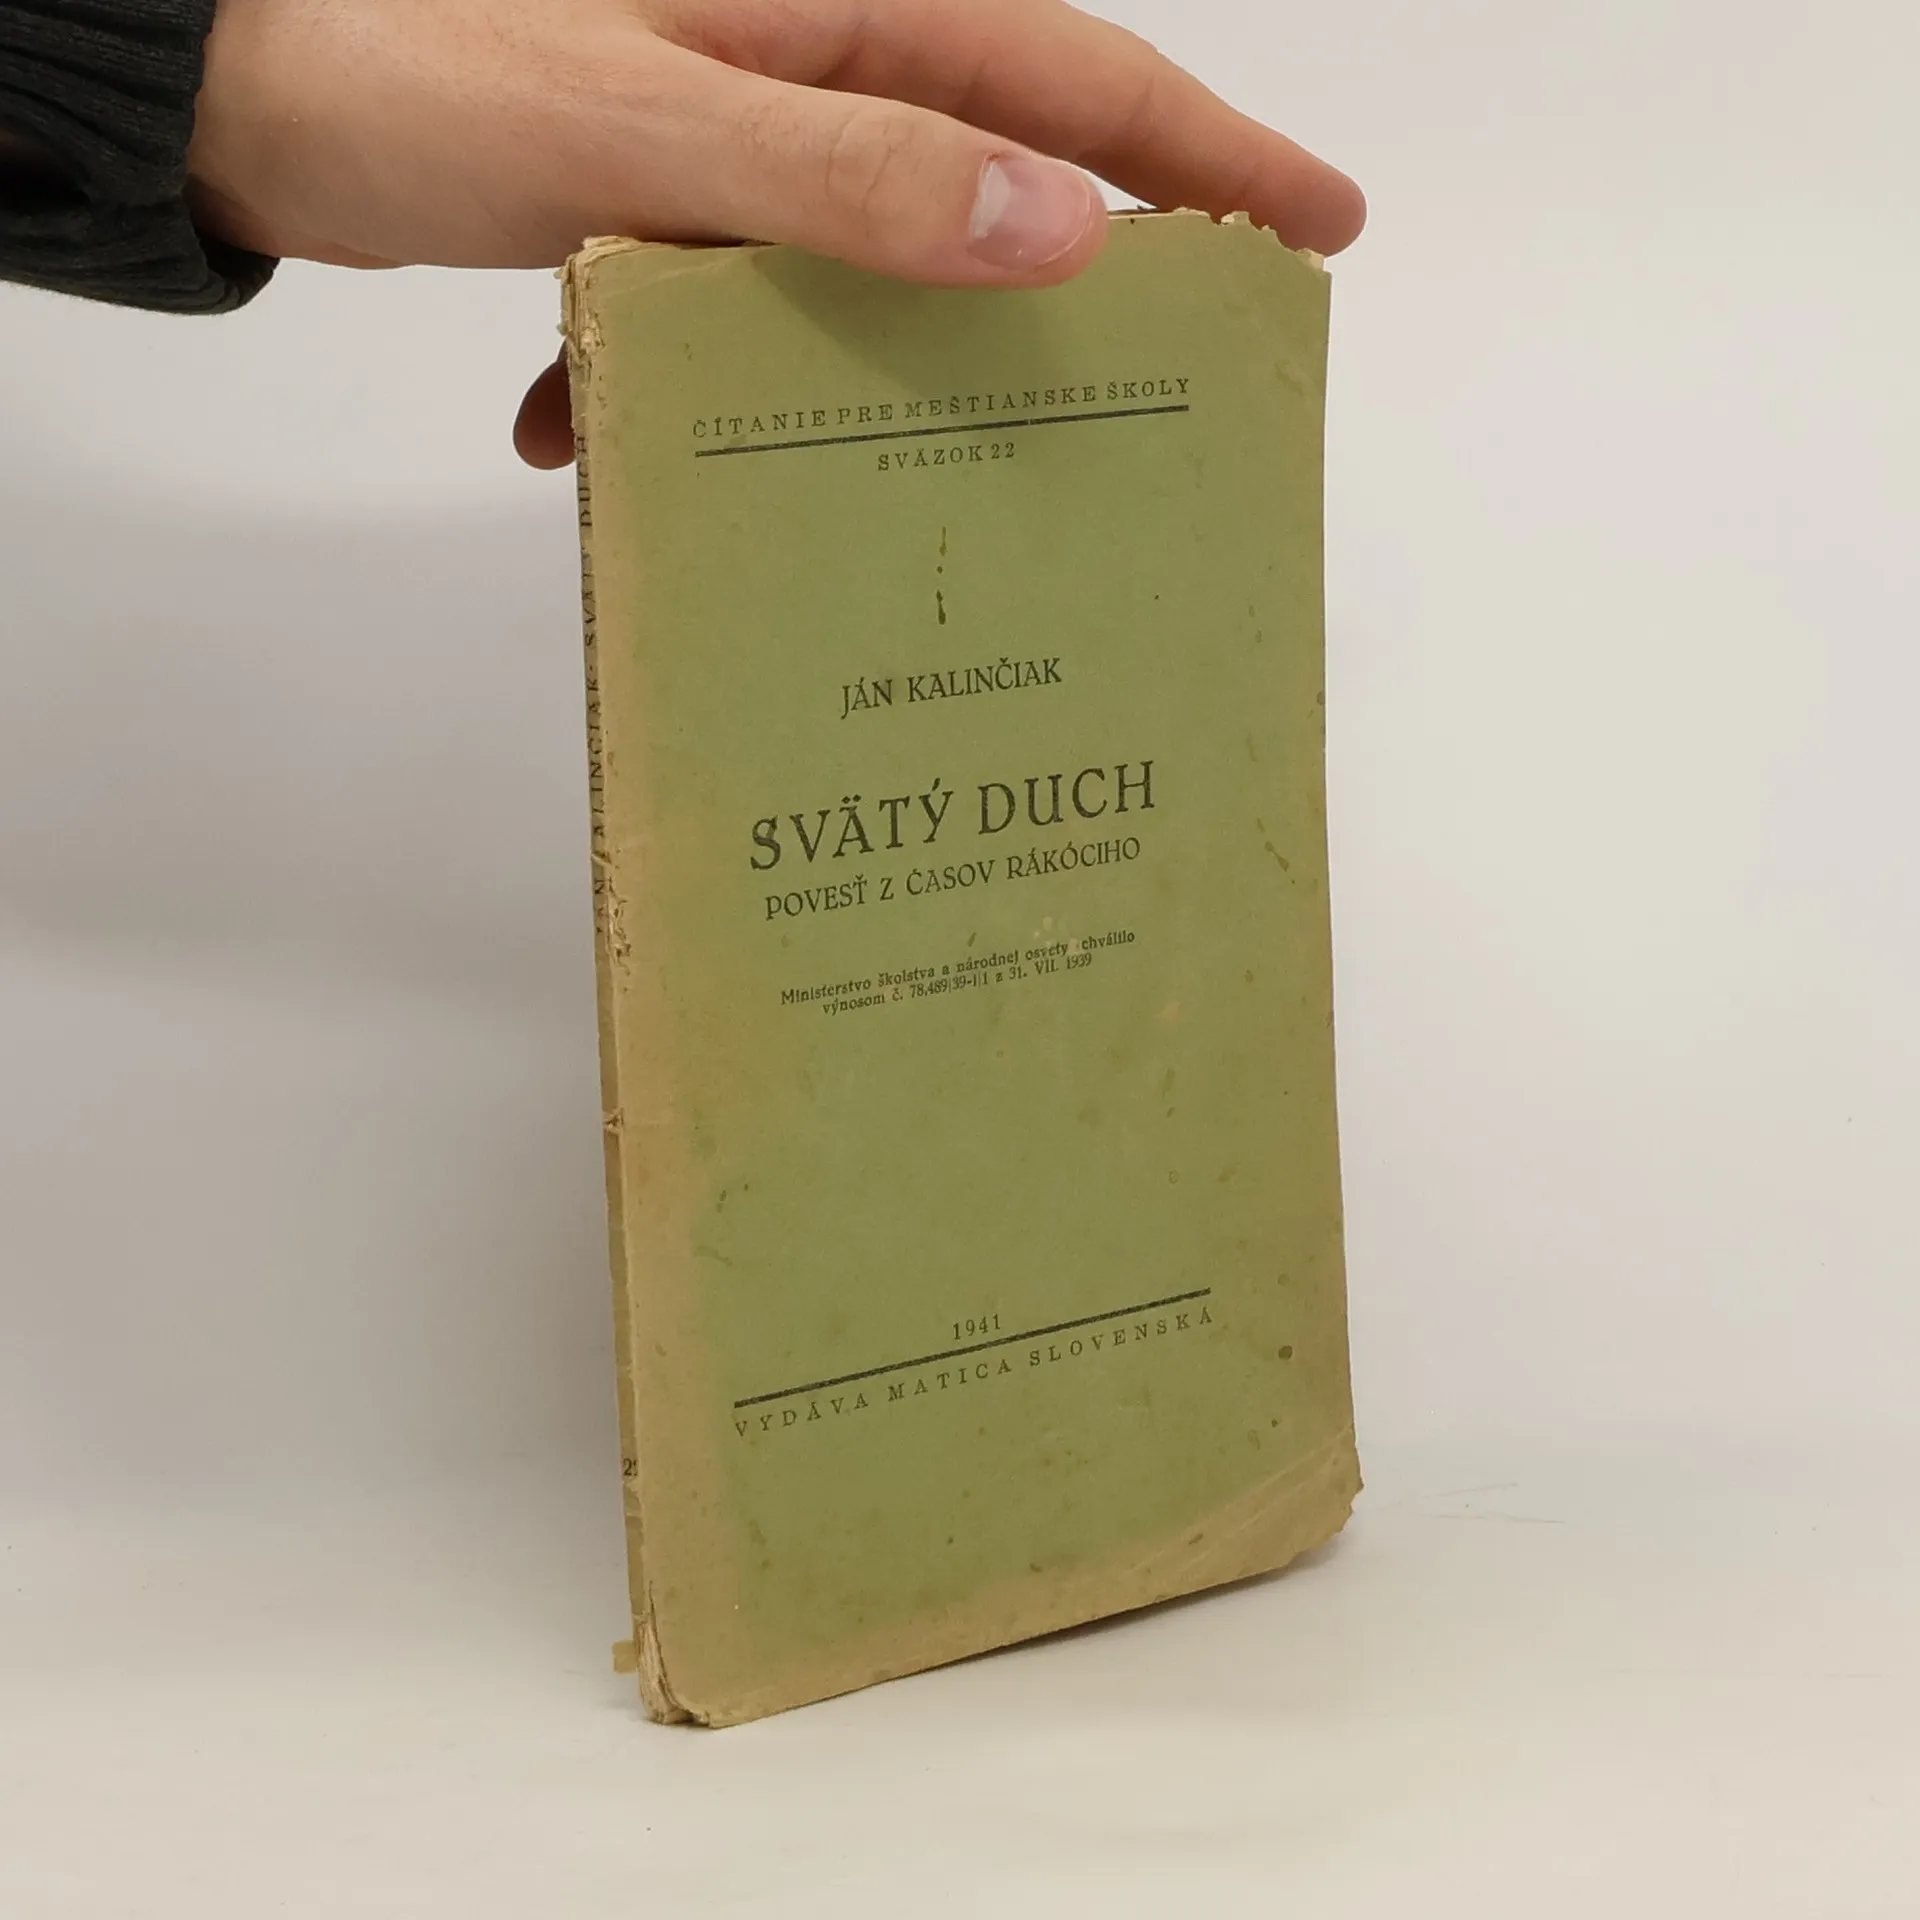 ČÍTANIE PRE MEŠTIANSKE ŠKOLY
SVÄZOK 22
JÁN KALINČIAK
SVÄTÝ DUCH
POVESŤ Z ČASOV RÁKÓCIHO
Ministerstvo školstva a národnej osvety chválilo
výnosom č. 78.489|39-I|1 z 31. VII. 1939
1941
VYDÁVA MATICA SLOVENSKÁ
JÁN KALINČIAK: SVÄTÝ DUCH